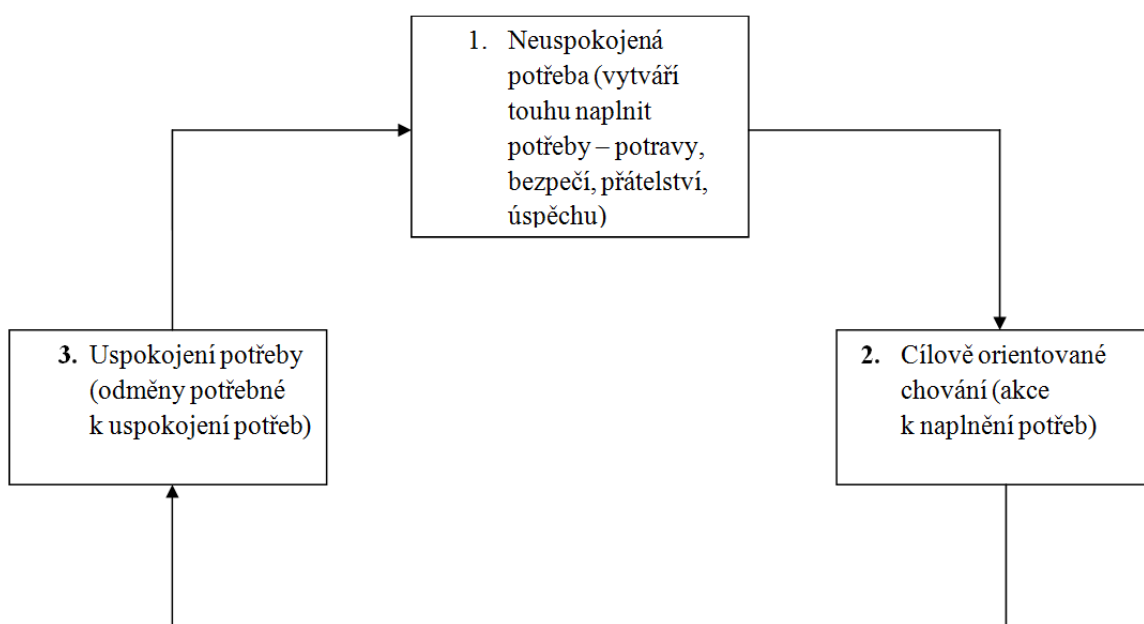 1. Neuspokojená
potřeba (vytváří
touhu naplnit
potřeby – potravy,
bezpečí, přátelství,
úspěchu)
3. Uspokojení potřeby
(odměny potřebné
k uspokojení potřeb)
2. Cílově orientované
chování (akce
k naplnění potřeb)